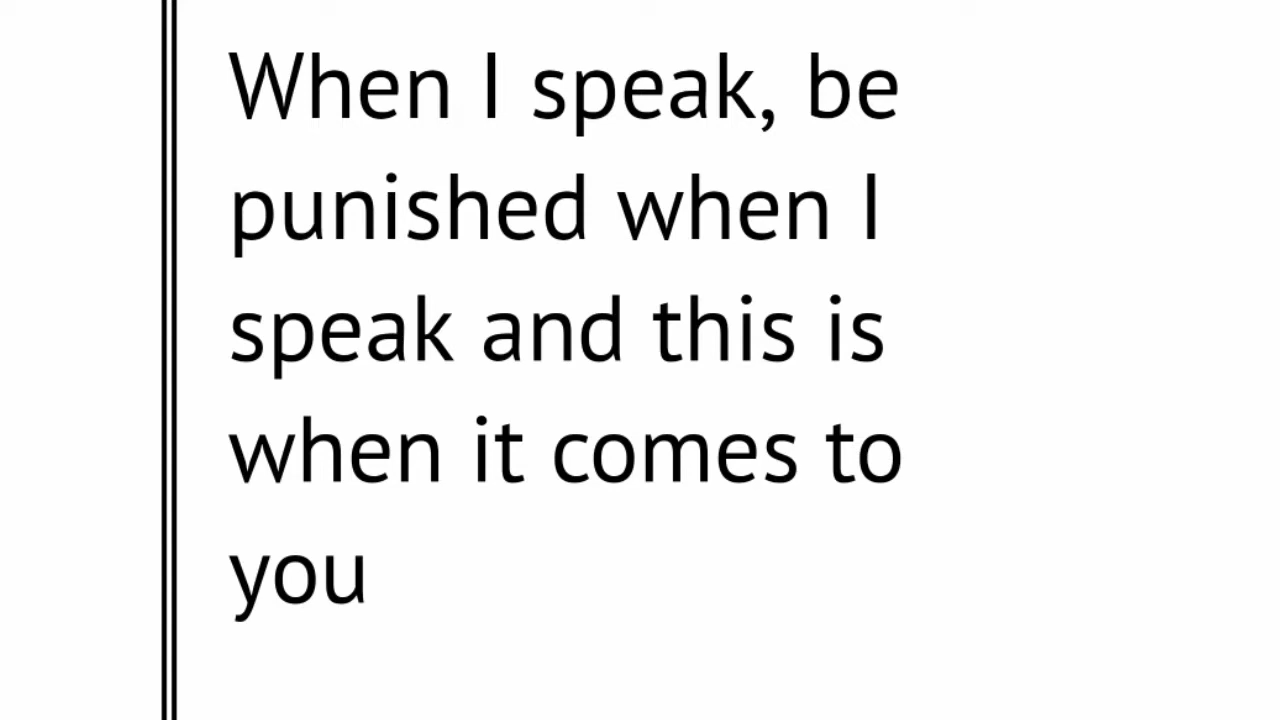 When I speak, be
punished when I
speak and this is
when it comes to
you